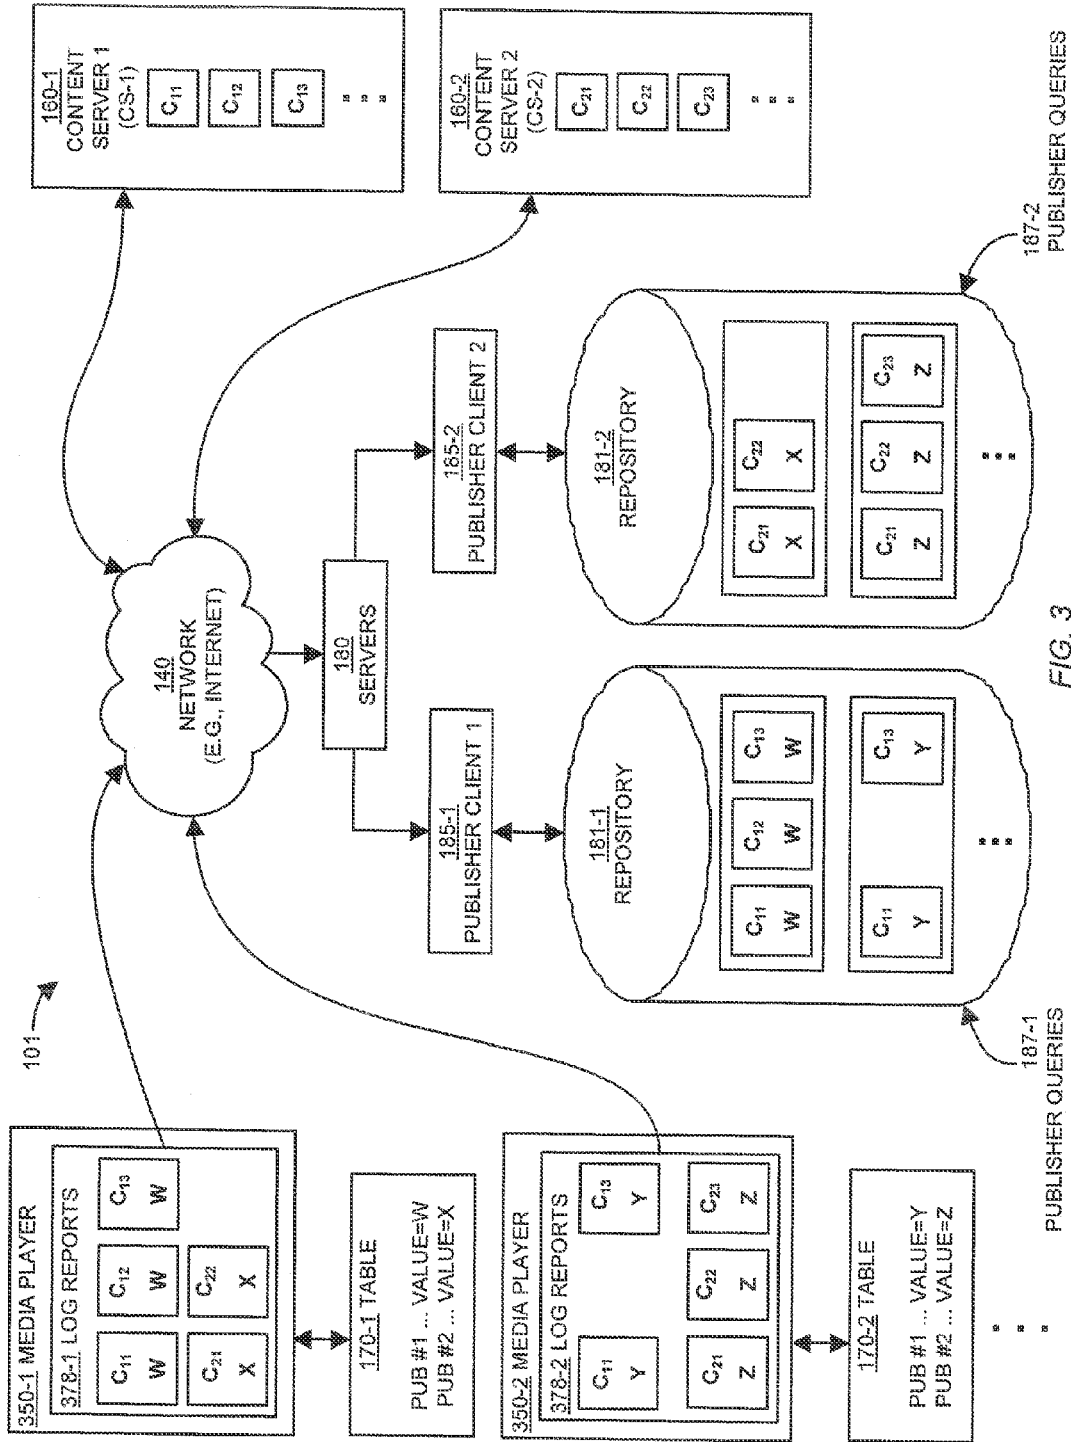 101
350-1 MEDIA PLAYER
378-1 LOG REPORTS
C11 W
C12 W
C13 W
C21 X
C22 X
170-1 TABLE
PUB #1 ... VALUE=W
PUB #2 ... VALUE=X
350-2 MEDIA PLAYER
378-2 LOG REPORTS
C11 Y
C13 Y
C21 Z
C22 Z
C23 Z
170-2 TABLE
PUB #1 ... VALUE=Y
PUB #2 ... VALUE=Z
140
NETWORK
(E.G., INTERNET)
180
SERVERS
185-1
PUBLISHER CLIENT 1
185-2
PUBLISHER CLIENT 2
181-1
REPOSITORY
C11 W
C12 W
C13 W
C11 Y
C13 Y
187-1
PUBLISHER QUERIES
181-2
REPOSITORY
C21 X
C22 X
C21 Z
C22 Z
C23 Z
187-2
PUBLISHER QUERIES
160-1
CONTENT
SERVER 1
(CS-1)
C11
C12
C13
160-2
CONTENT
SERVER 2
(CS-2)
C21
C22
C23
FIG. 3